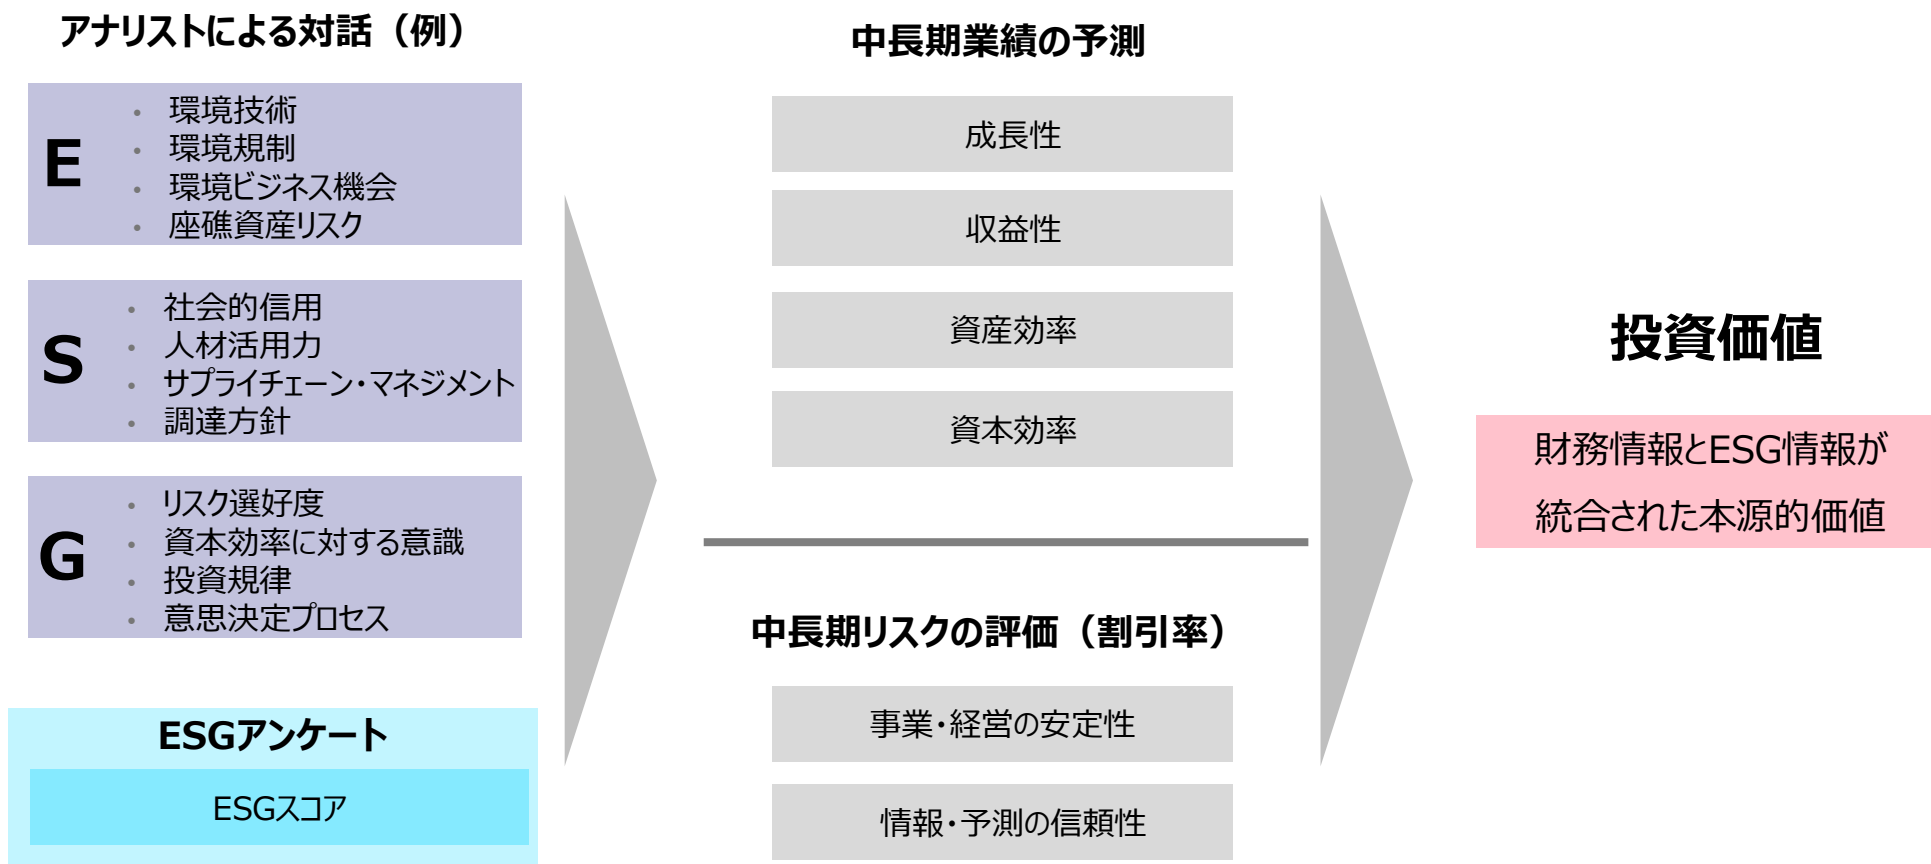 アナリストによる対話（例）
E
・ 環境技術
・ 環境規制
・ 環境ビジネス機会
・ 座礁資産リスク
S
・ 社会的信用
・ 人材活用力
・ サプライチェーン・マネジメント
・ 調達方針
G
・ リスク選好度
・ 資本効率に対する意識
・ 投資規律
・ 意思決定プロセス
ESGアンケート
ESGスコア
中長期業績の予測
成長性
収益性
資産効率
資本効率
中長期リスクの評価（割引率）
事業・経営の安定性
情報・予測の信頼性
投資価値
財務情報とESG情報が
統合された本源的価値